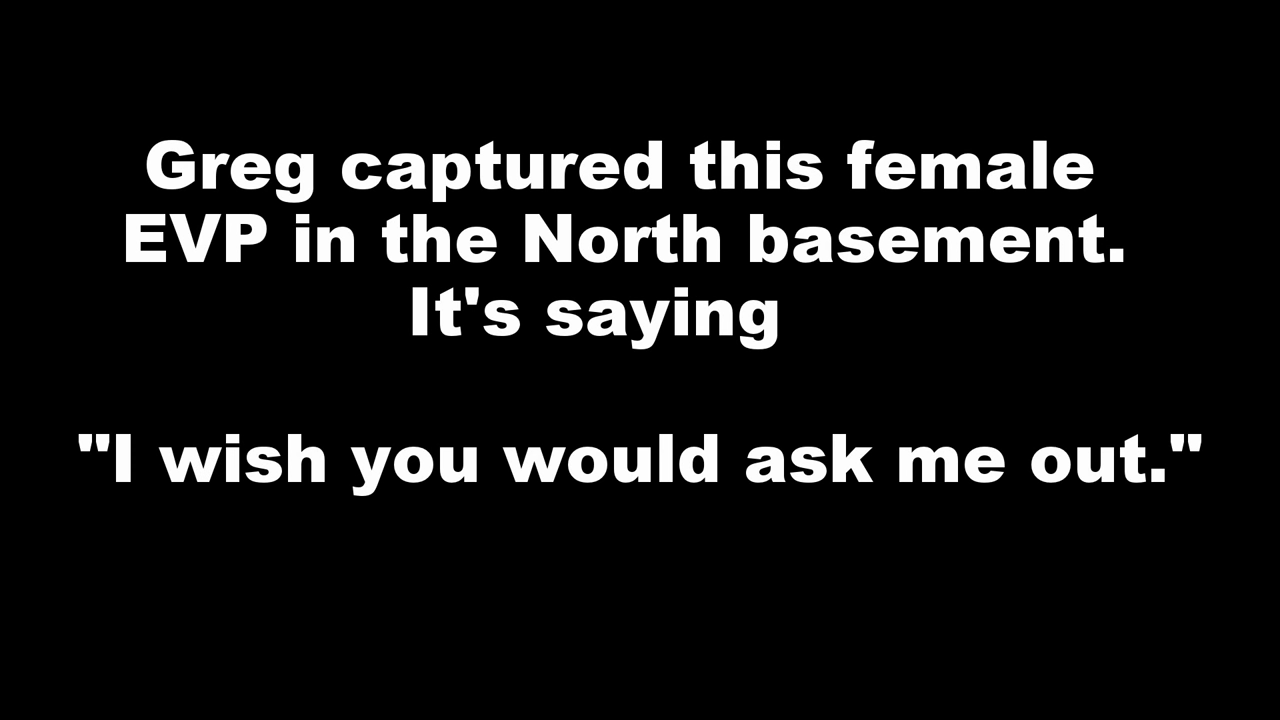 Greg captured this female
EVP in the North basement.
It's saying
"I wish you would ask me out."